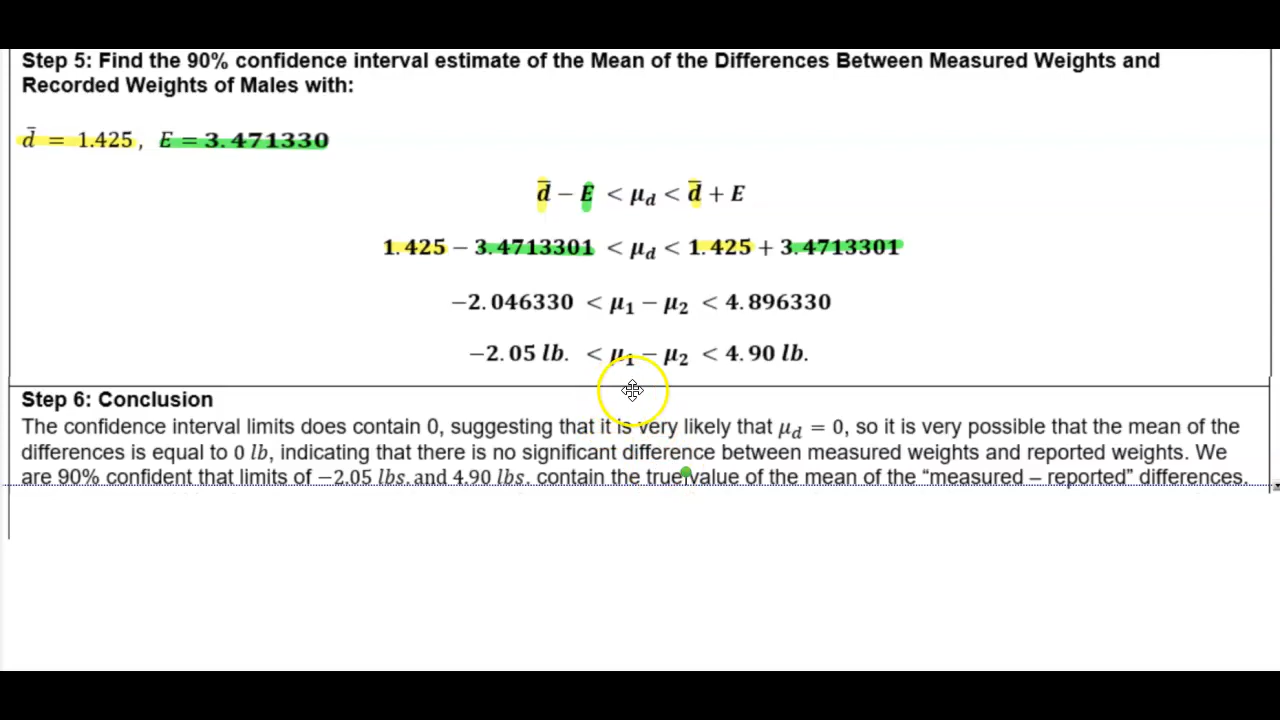 Step 5: Find the 90% confidence interval estimate of the Mean of the Differences Between Measured Weights and
Recorded Weights of Males with:
d̄ = 1.425, E = 3.471330
d̄ − E < μd < d̄ + E
1.425 − 3.4713301 < μd < 1.425 + 3.4713301
−2.046330 < μ1 − μ2 < 4.896330
−2.05 lb. < μ1 − μ2 < 4.90 lb.
Step 6: Conclusion
The confidence interval limits does contain 0, suggesting that it is very likely that μd = 0, so it is very possible that the mean of the
differences is equal to 0 lb, indicating that there is no significant difference between measured weights and reported weights. We
are 90% confident that limits of −2.05 lbs. and 4.90 lbs. contain the true value of the mean of the “measured – reported” differences.